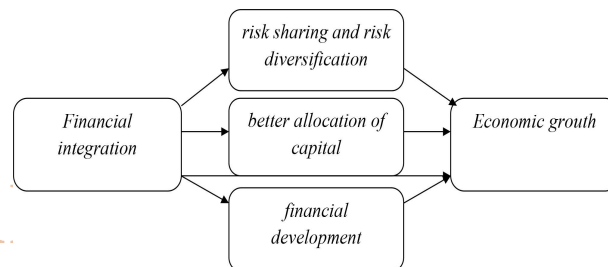 risk sharing and risk
diversification
Financial
integration
better allocation of
capital
Economic grouth
financial
development